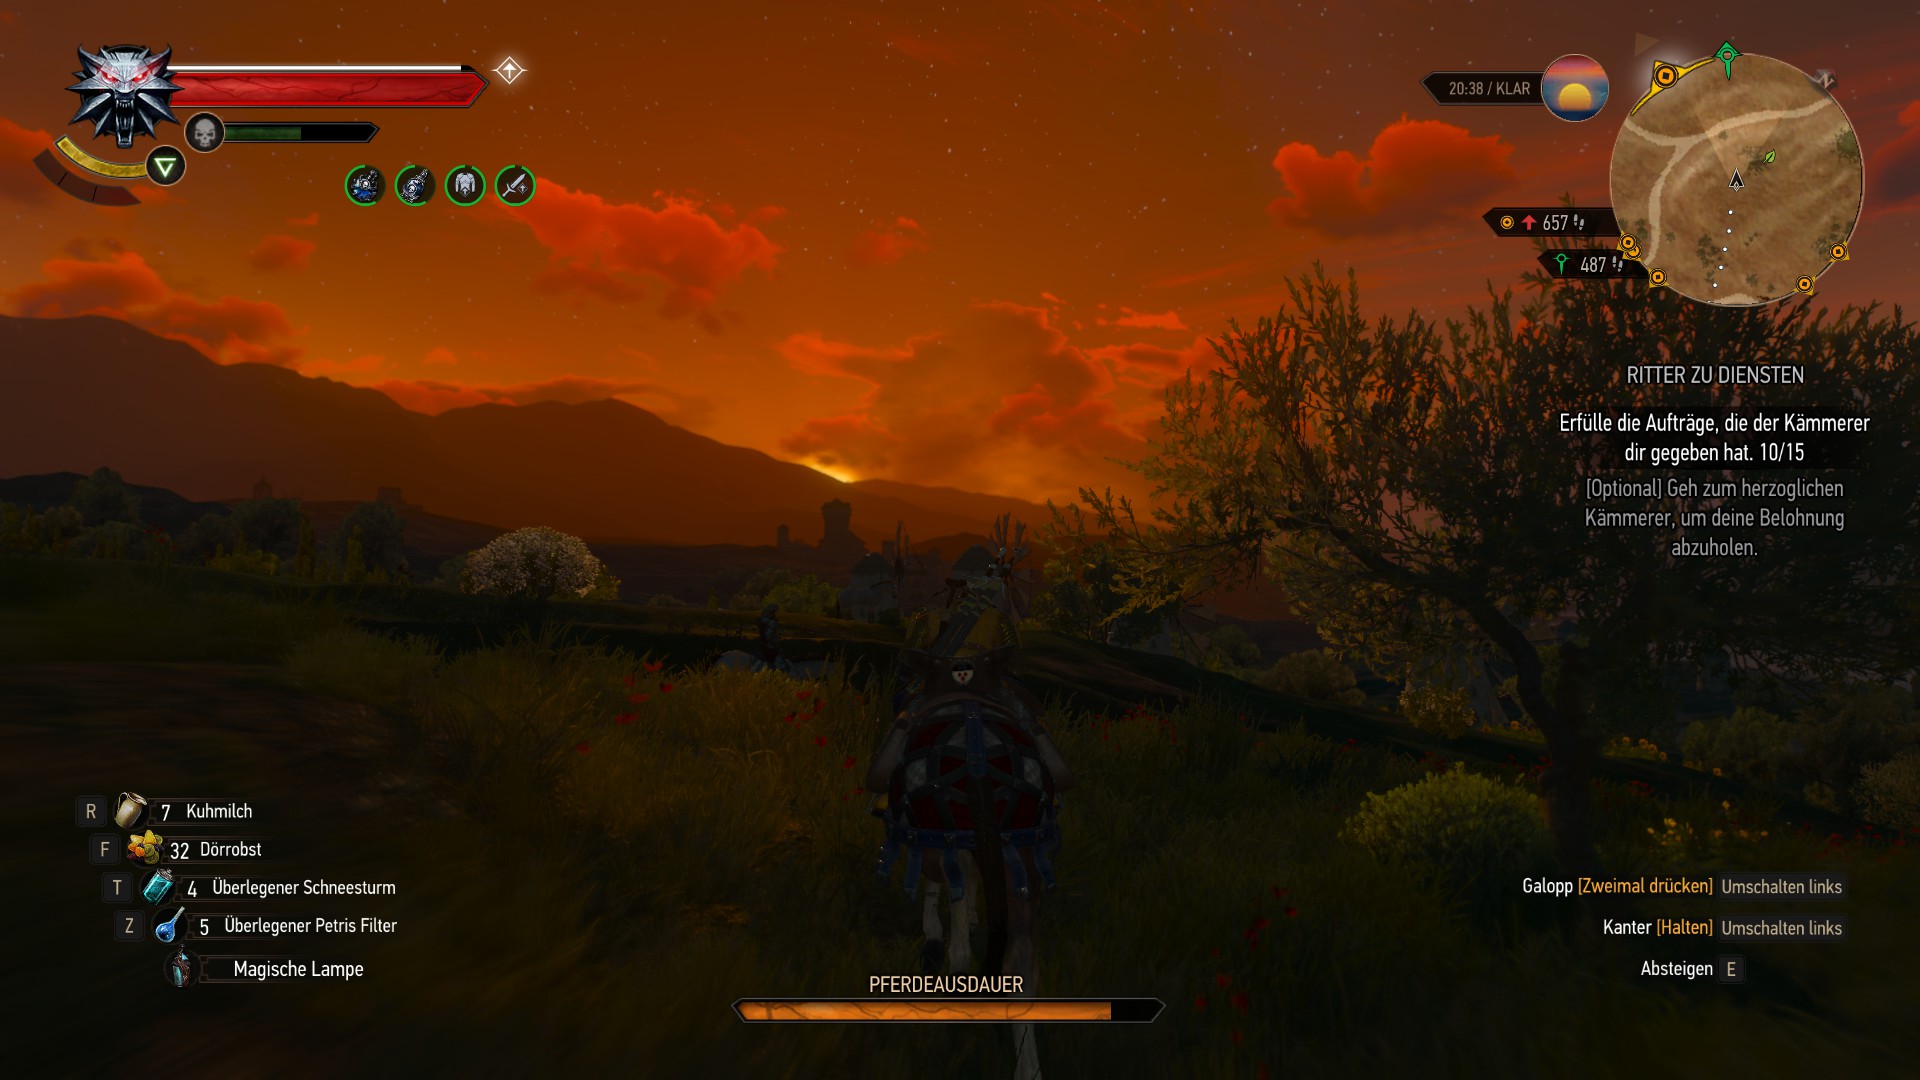 20:38 / KLAR
657
487
N
RITTER ZU DIENSTEN
Erfülle die Aufträge, die der Kämmerer
dir gegeben hat. 10/15
[Optional] Geh zum herzoglichen
Kämmerer, um deine Belohnung
abzuholen.
R 7 Kuhmilch
F 32 Dörrobst
T 4 Überlegener Schneesturm
Z 5 Überlegener Petris Filter
Magische Lampe
Galopp [Zweimal drücken] Umschalten links
Kanter [Halten] Umschalten links
Absteigen E
PFERDEAUSDAUER